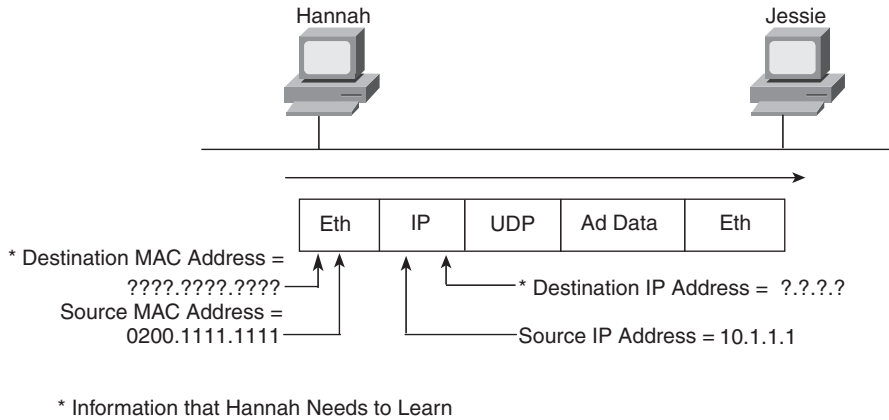 Hannah
Jessie
Eth
IP
UDP
Ad Data
Eth
* Destination MAC Address =
????.????.????
Source MAC Address =
0200.1111.1111
* Destination IP Address = ?.?.?.?
Source IP Address = 10.1.1.1
* Information that Hannah Needs to Learn